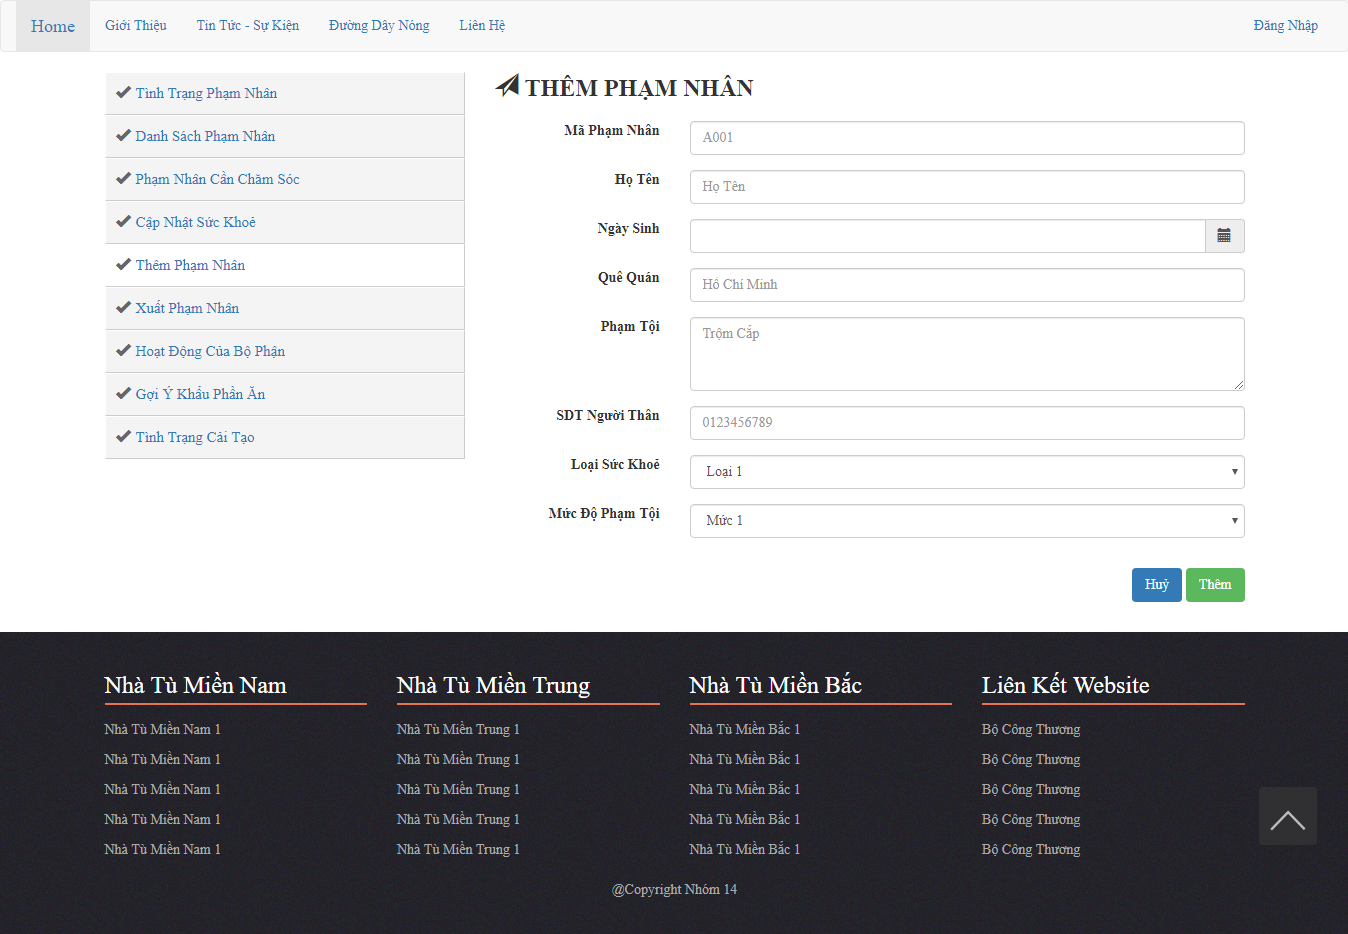 Home Giới Thiệu Tin Tức - Sự Kiện Đường Dây Nóng Liên Hệ Đăng Nhập
Tình Trạng Phạm Nhân
Danh Sách Phạm Nhân
Phạm Nhân Cần Chăm Sóc
Cập Nhật Sức Khoẻ
Thêm Phạm Nhân
Xuất Phạm Nhân
Hoạt Động Của Bộ Phận
Gợi Ý Khẩu Phần Ăn
Tình Trạng Cải Tạo
THÊM PHẠM NHÂN
Mã Phạm Nhân A001
Họ Tên Họ Tên
Ngày Sinh
Quê Quán Hồ Chí Minh
Phạm Tội Trộm Cắp
SDT Người Thân 0123456789
Loại Sức Khoẻ Loại 1
Mức Độ Phạm Tội Mức 1
Huỷ Thêm
Nhà Tù Miền Nam
Nhà Tù Miền Nam 1
Nhà Tù Miền Nam 1
Nhà Tù Miền Nam 1
Nhà Tù Miền Nam 1
Nhà Tù Miền Nam 1
Nhà Tù Miền Trung
Nhà Tù Miền Trung 1
Nhà Tù Miền Trung 1
Nhà Tù Miền Trung 1
Nhà Tù Miền Trung 1
Nhà Tù Miền Trung 1
Nhà Tù Miền Bắc
Nhà Tù Miền Bắc 1
Nhà Tù Miền Bắc 1
Nhà Tù Miền Bắc 1
Nhà Tù Miền Bắc 1
Nhà Tù Miền Bắc 1
Liên Kết Website
Bộ Công Thương
Bộ Công Thương
Bộ Công Thương
Bộ Công Thương
Bộ Công Thương
@Copyright Nhóm 14